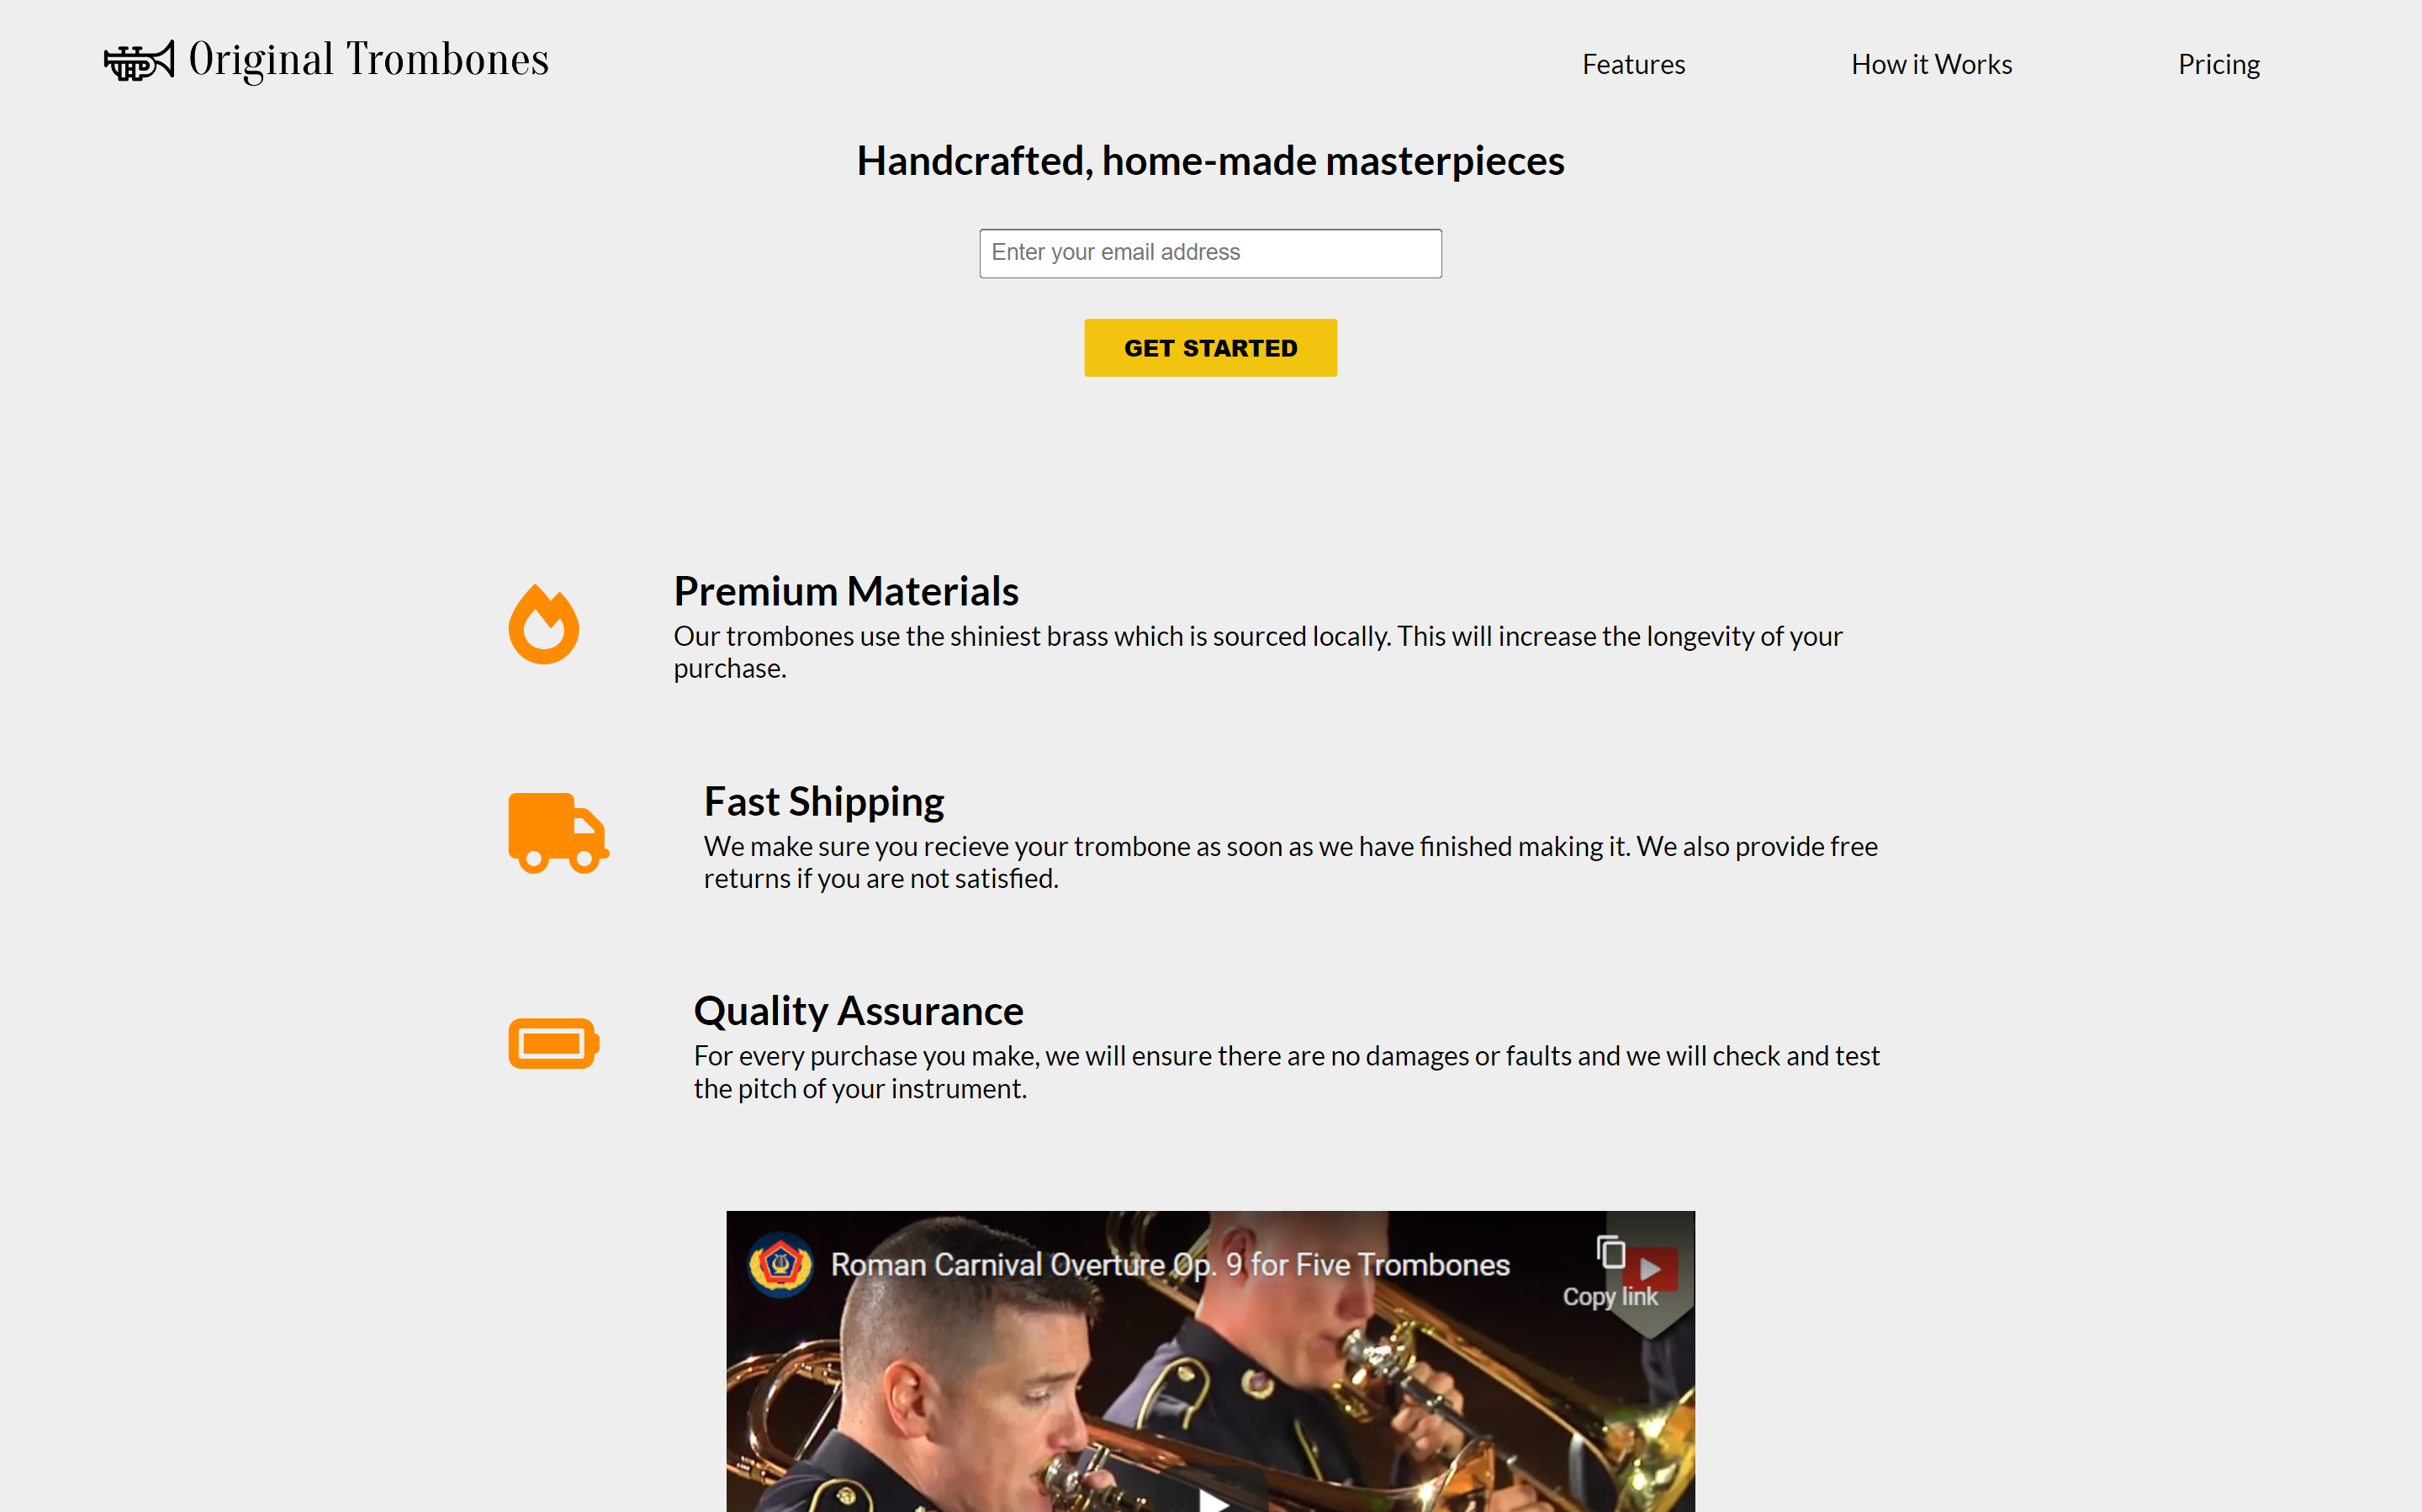 Original Trombones
Features
How it Works
Pricing
Handcrafted, home-made masterpieces
Enter your email address
GET STARTED
Premium Materials
Our trombones use the shiniest brass which is sourced locally. This will increase the longevity of your
purchase.
Fast Shipping
We make sure you recieve your trombone as soon as we have finished making it. We also provide free
returns if you are not satisfied.
Quality Assurance
For every purchase you make, we will ensure there are no damages or faults and we will check and test
the pitch of your instrument.
Roman Carnival Overture Op. 9 for Five Trombones
Copy link